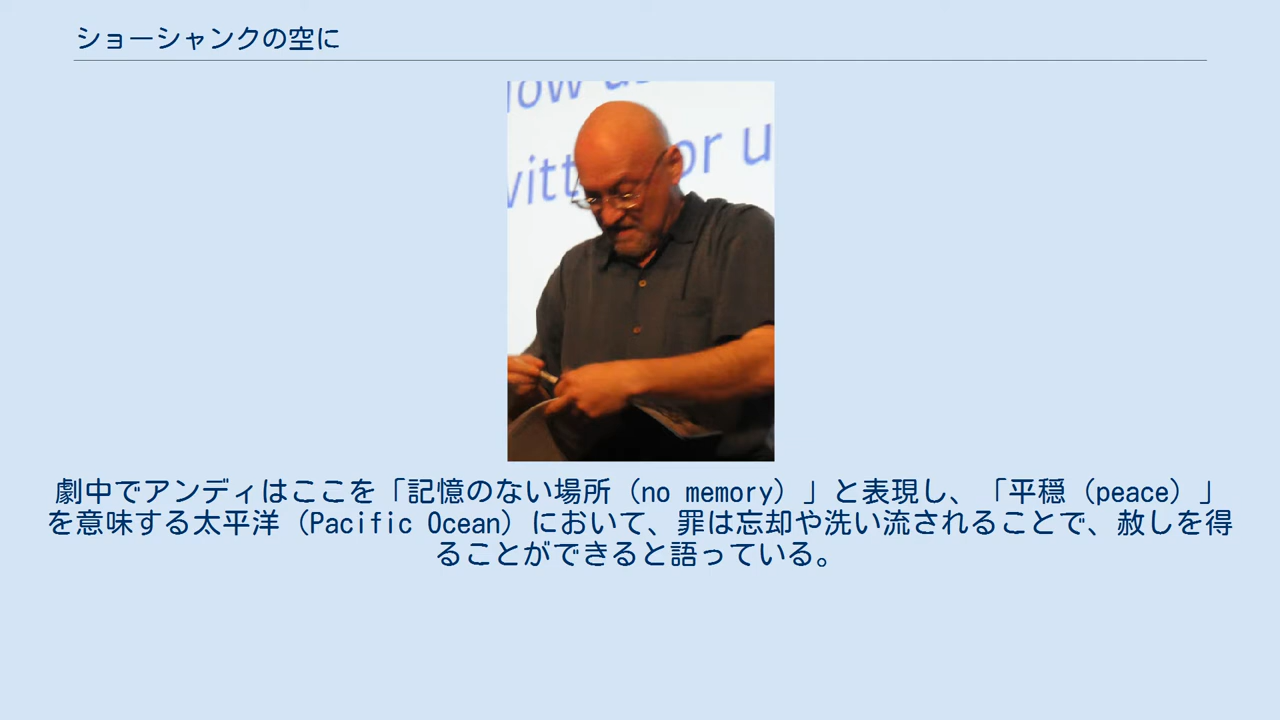 ショーシャンクの空に
low us
witter or u
劇中でアンディはここを「記憶のない場所（no memory）」と表現し、「平穏（peace）」
を意味する太平洋（Pacific Ocean）において、罪は忘却や洗い流されることで、赦しを得
ることができると語っている。